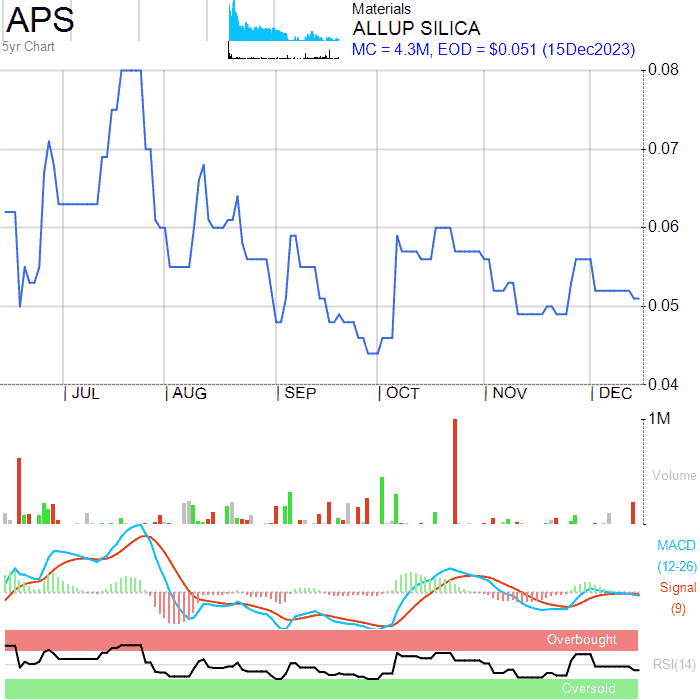 APS
5yr Chart
Materials
ALLUP SILICA
MC = 4.3M, EOD = $0.051 (15Dec2023)
0.08
0.07
0.06
0.05
0.04
JUL AUG SEP OCT NOV DEC
1M
Volume
MACD
(12-26)
Signal
(9)
Overbought
RSI(14)
Oversold